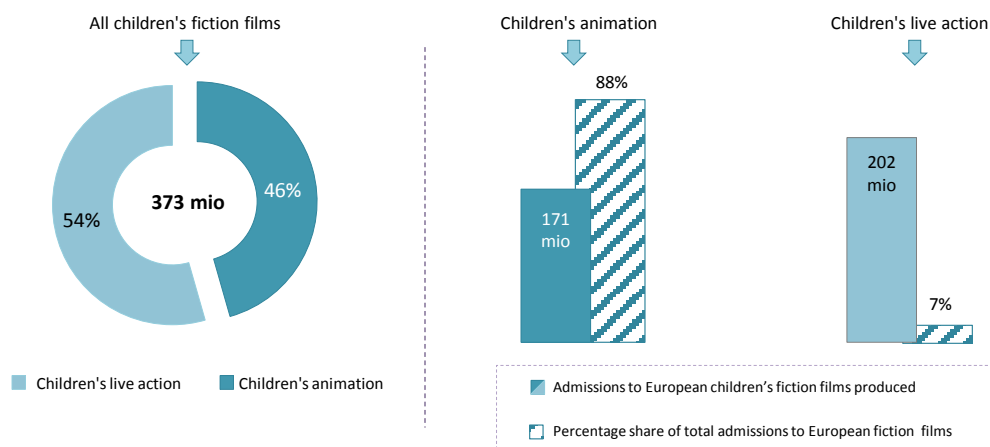 All children's fiction films
373 mio
54%
46%
Children's live action
Children's animation
Children's animation
88%
171
mio
Children's live action
202
mio
7%
Admissions to European children’s fiction films produced
Percentage share of total admissions to European fiction films